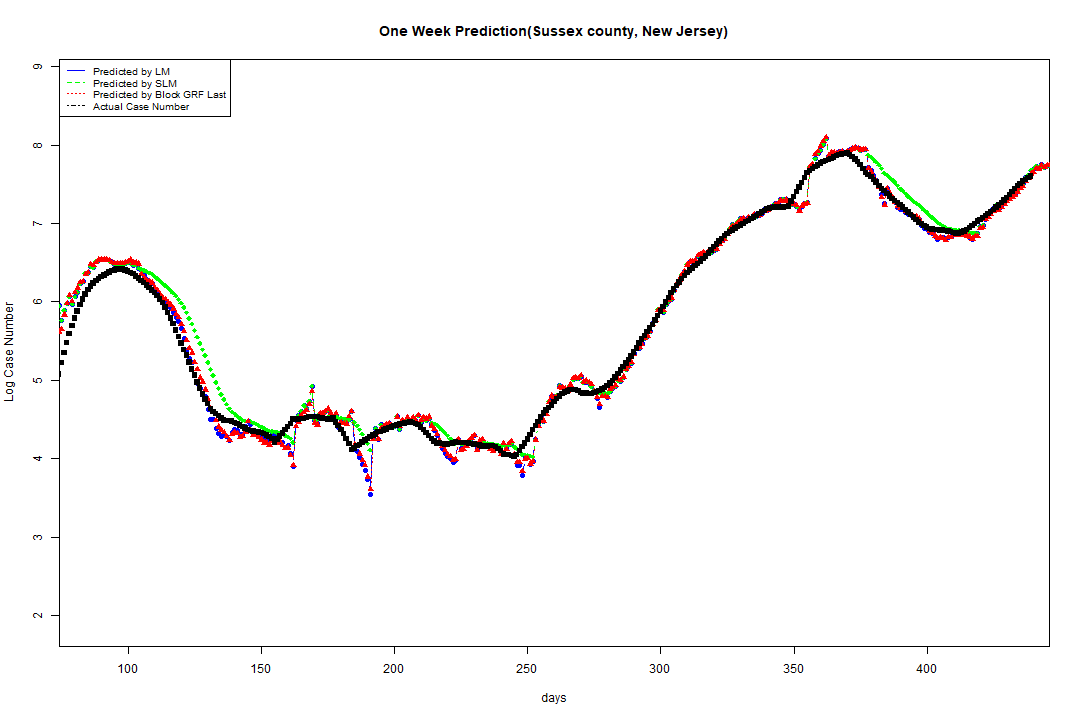 One Week Prediction(Sussex county, New Jersey)
Predicted by LM
Predicted by SLM
Predicted by Block GRF Last
Actual Case Number
Log Case Number
9
8
7
6
5
4
3
2
100 150 200 250 300 350 400
days